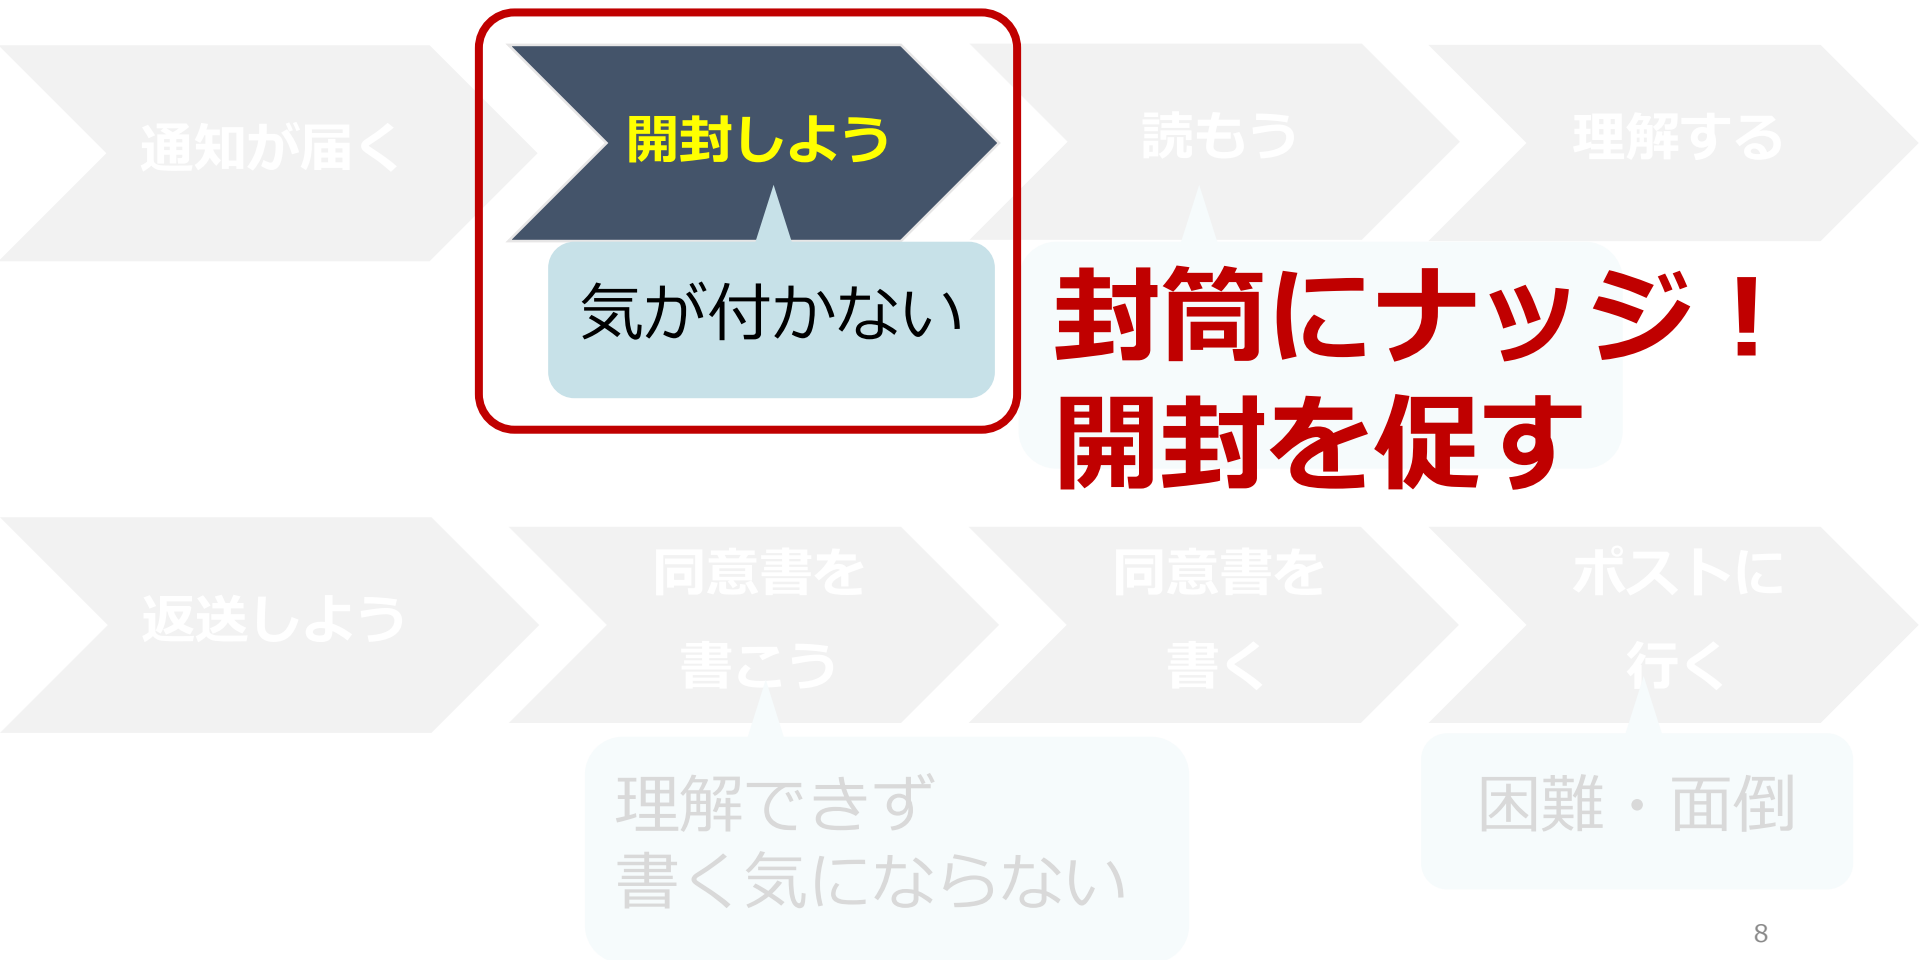 通知が届く
開封しよう
読もう
理解する
気が付かない
封筒にナッジ！
開封を促す
返送しよう
同意書を
書こう
同意書を
書く
ポストに
行く
理解できず
書く気にならない
困難・面倒
8